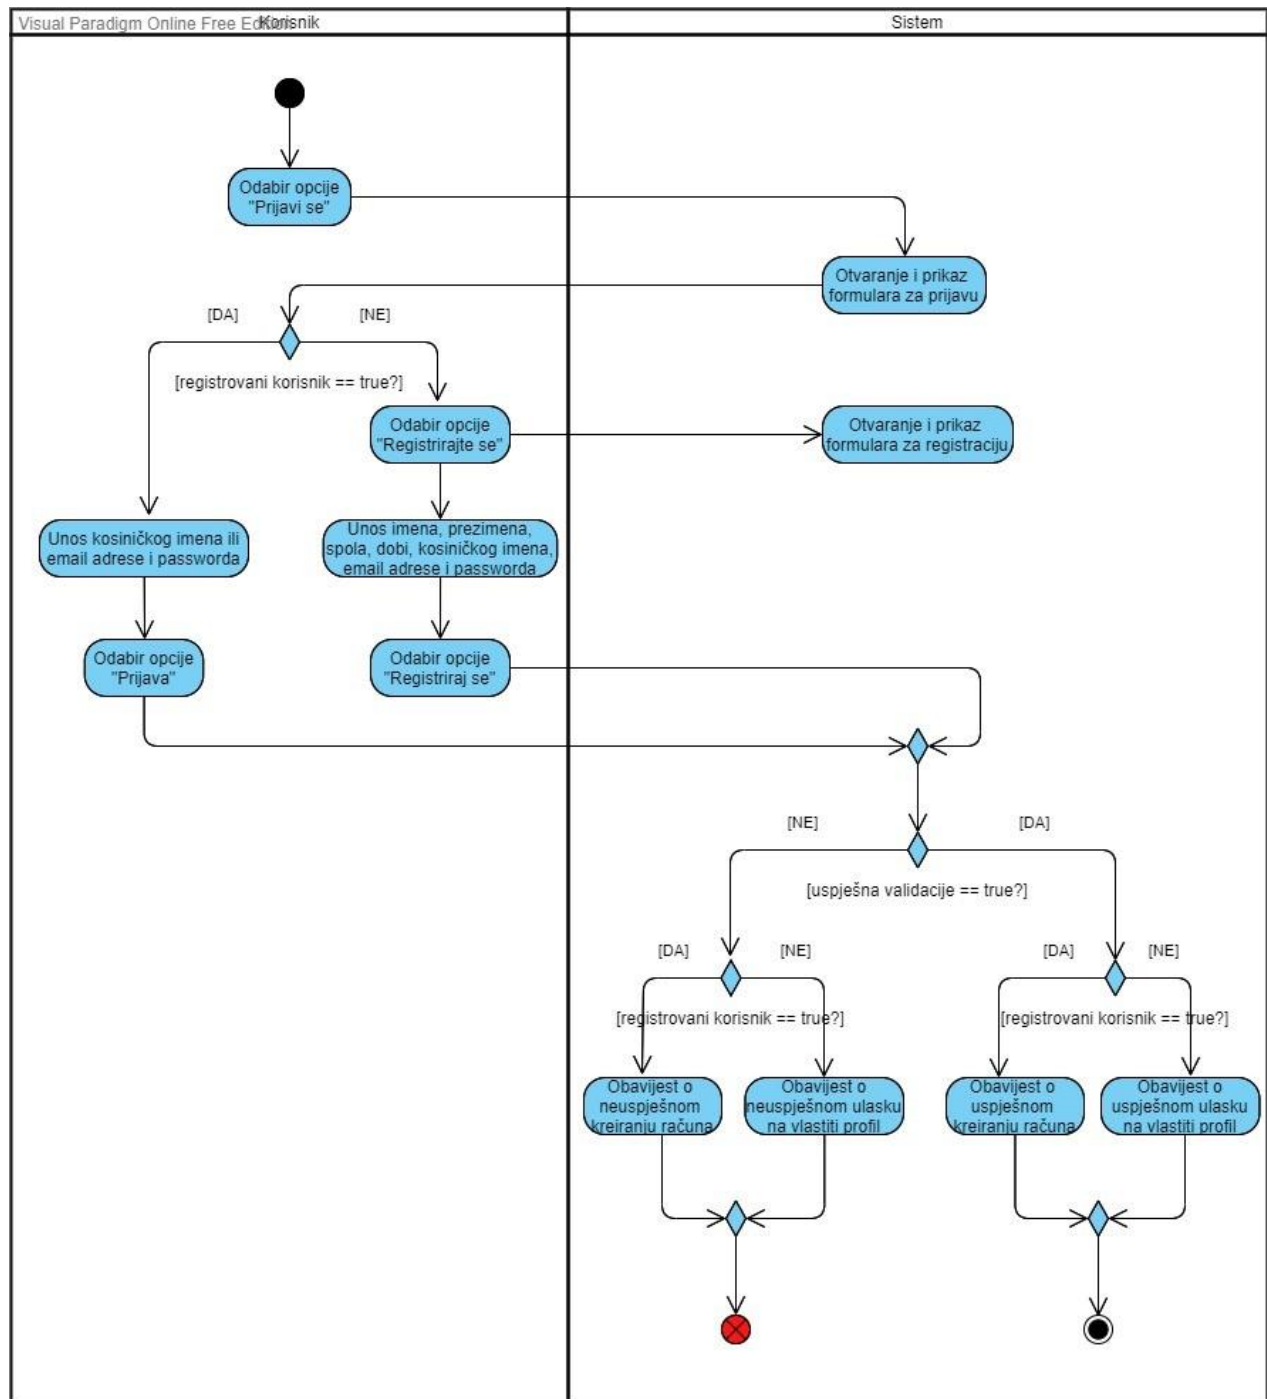 Visual Paradigm Online Free Edition
Korisnik
Sistem
Odabir opcije
"Prijavi se"
Otvaranje i prikaz
formulara za prijavu
[DA]
[NE]
[registrovani korisnik == true?]
Odabir opcije
"Registrirajte se"
Otvaranje i prikaz
formulara za registraciju
Unos kosiničkog imena ili
email adrese i passworda
Unos imena, prezimena,
spola, dobi, kosiničkog imena,
email adrese i passworda
Odabir opcije
"Prijava"
Odabir opcije
"Registriraj se"
[NE]
[DA]
[uspješna validacije == true?]
[DA]
[NE]
[DA]
[NE]
[registrovani korisnik == true?]
[registrovani korisnik == true?]
Obavijest o
neuspješnom
kreiranju računa
Obavijest o
neuspješnom ulasku
na vlastiti profil
Obavijest o
uspješnom
kreiranju računa
Obavijest o
uspješnom ulasku
na vlastiti profil